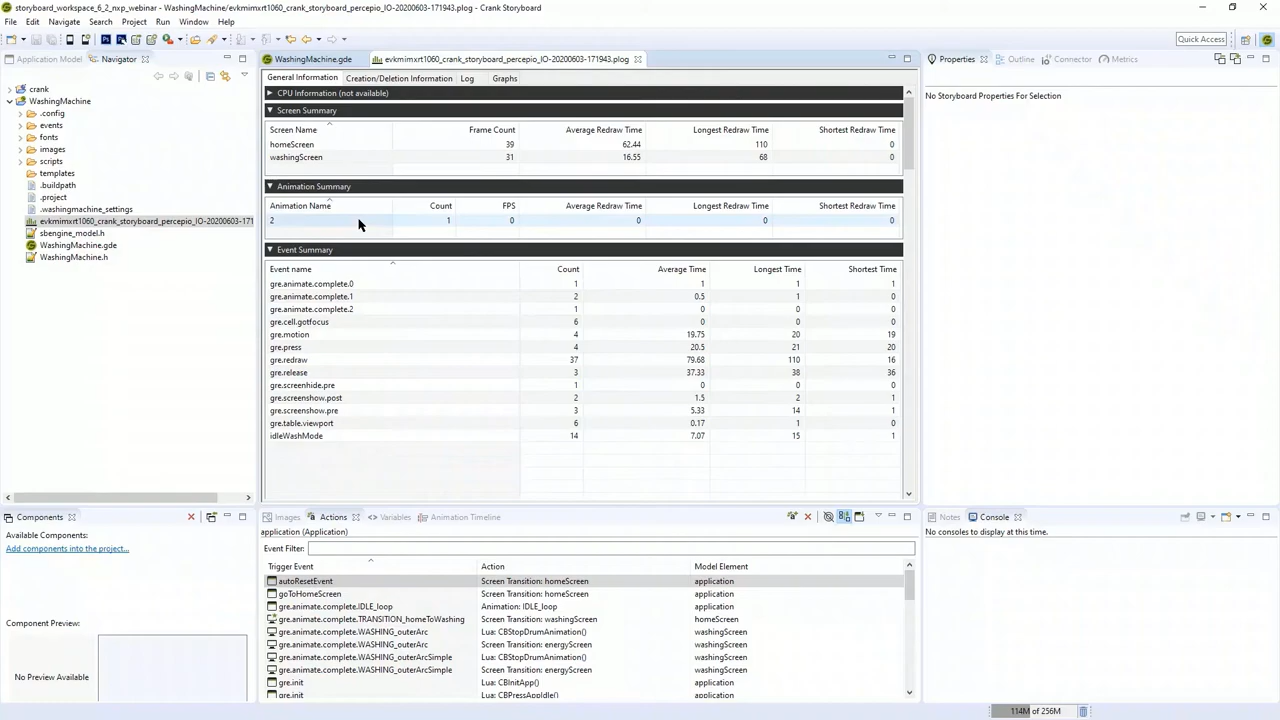 storyboard_workspace_6_2_nxp_webinar - WashingMachine/evkmimxrt1060_crank_storyboard_percepio_IO-20200603-171943.plog - Crank Storyboard
File Edit Navigate Search Project Run Window Help
Quick Access
Application Model Navigator
crank
WashingMachine
.config
events
fonts
images
scripts
templates
.buildpath
.project
.washingmachine_settings
evkmimxrt1060_crank_storyboard_percepio_IO-20200603-171
sbengine_model.h
WashingMachine.gde
WashingMachine.h
WashingMachine.gde evkmimxrt1060_crank_storyboard_percepio_IO-20200603-171943.plog
General Information Creation/Deletion Information Log Graphs
CPU Information (not available)
Screen Summary
Screen Name Frame Count Average Redraw Time Longest Redraw Time Shortest Redraw Time
homeScreen 39 62.44 110 0
washingScreen 31 16.55 68 0
Animation Summary
Animation Name Count FPS Average Redraw Time Longest Redraw Time Shortest Redraw Time
2 1 0 0 0 0
Event Summary
Event name Count Average Time Longest Time Shortest Time
gre.animate.complete.0 1 1 1 1
gre.animate.complete.1 2 0.5 1 0
gre.animate.complete.2 1 0 0 0
gre.cell.gotfocus 6 0 0 0
gre.motion 4 19.75 20 19
gre.press 4 20.5 21 20
gre.redraw 37 79.68 110 16
gre.release 3 37.33 38 36
gre.screenhide.pre 1 0 0 0
gre.screenshow.post 2 1.5 2 1
gre.screenshow.pre 3 5.33 14 1
gre.table.viewport 6 0.17 1 0
idleWashMode 14 7.07 15 1
Properties Outline Connector Metrics
No Storyboard Properties For Selection
Components
Available Components:
Add components into the project...
Component Preview:
No Preview Available
Images Actions Variables Animation Timeline
application (Application)
Event Filter:
Trigger Event Action Model Element
autoResetEvent Screen Transition: homeScreen application
goToHomeScreen Screen Transition: homeScreen application
gre.animate.complete.IDLE_loop Animation: IDLE_loop application
gre.animate.complete.TRANSITION_homeToWashing Screen Transition: washingScreen homeScreen
gre.animate.complete.WASHING_outerArc Lua: CBStopDrumAnimation() washingScreen
gre.animate.complete.WASHING_outerArc Screen Transition: energyScreen washingScreen
gre.animate.complete.WASHING_outerArcSimple Lua: CBStopDrumAnimation() washingScreen
gre.animate.complete.WASHING_outerArcSimple Screen Transition: energyScreen washingScreen
gre.init Lua: CBInitApp() application
gre.init Lua: CBPressAppIdle() application
Notes Console
No consoles to display at this time.
114M of 256M